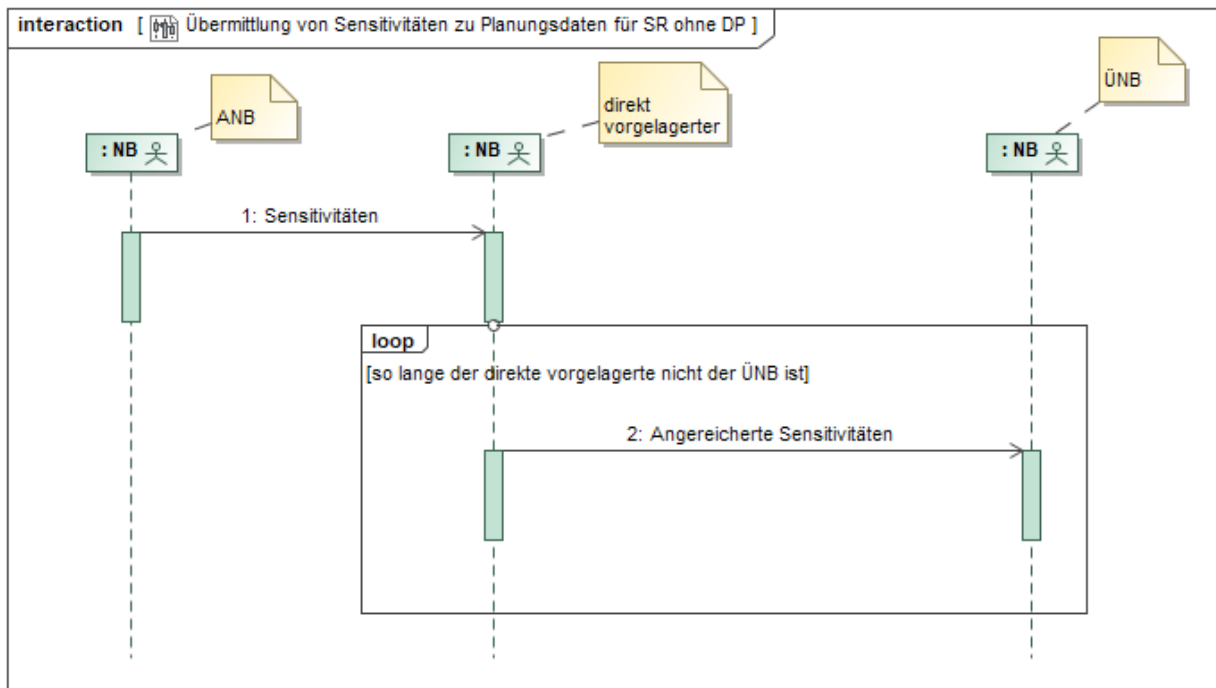 interaction [ Übermittlung von Sensitivitäten zu Planungsdaten für SR ohne DP ]
ANB
direkt
vorgelagerter
ÜNB
: NB
: NB
: NB
1: Sensitivitäten
loop
[so lange der direkte vorgelagerte nicht der ÜNB ist]
2: Angereicherte Sensitivitäten